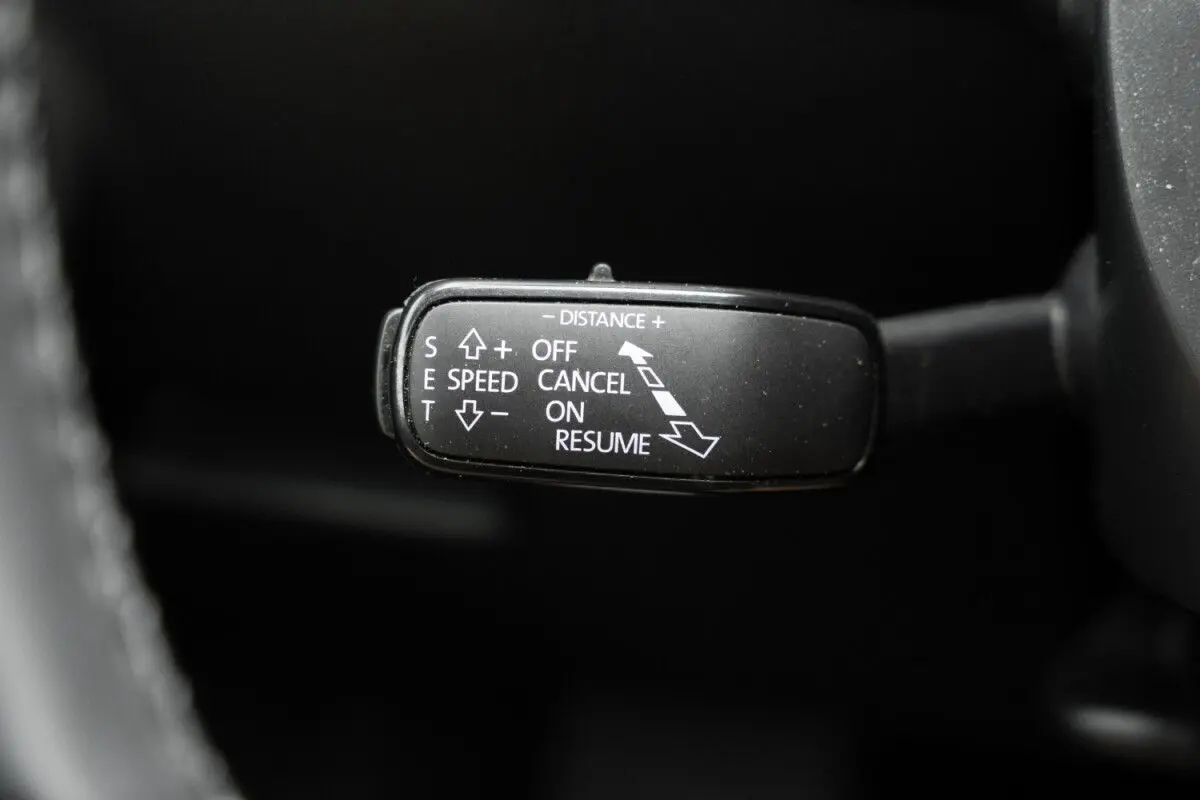 - DISTANCE +
S + OFF
E SPEED CANCEL
T - ON
RESUME